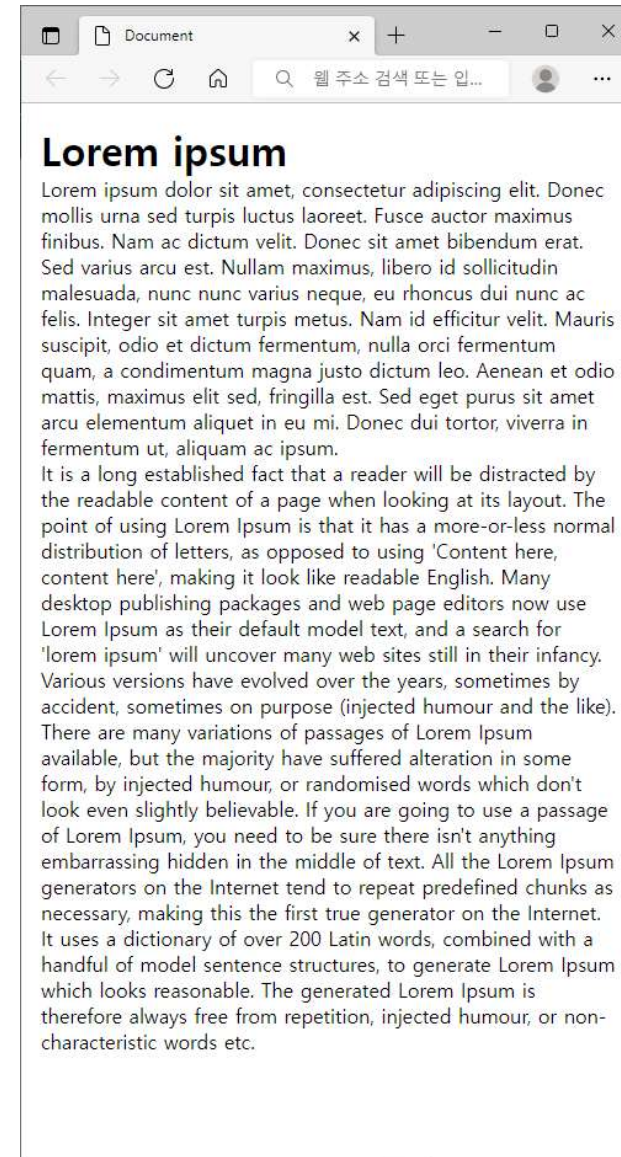 Document
웹 주소 검색 또는 입...
Lorem ipsum
Lorem ipsum dolor sit amet, consectetur adipiscing elit. Donec
mollis urna sed turpis luctus laoreet. Fusce auctor maximus
finibus. Nam ac dictum velit. Donec sit amet bibendum erat.
Sed varius arcu est. Nullam maximus, libero id sollicitudin
malesuada, nunc nunc varius neque, eu rhoncus dui nunc ac
felis. Integer sit amet turpis metus. Nam id efficitur velit. Mauris
suscipit, odio et dictum fermentum, nulla orci fermentum
quam, a condimentum magna justo dictum leo. Aenean et odio
mattis, maximus elit sed, fringilla est. Sed eget purus sit amet
arcu elementum aliquet in eu mi. Donec dui tortor, viverra in
fermentum ut, aliquam ac ipsum.
It is a long established fact that a reader will be distracted by
the readable content of a page when looking at its layout. The
point of using Lorem Ipsum is that it has a more-or-less normal
distribution of letters, as opposed to using 'Content here,
content here', making it look like readable English. Many
desktop publishing packages and web page editors now use
Lorem Ipsum as their default model text, and a search for
'lorem ipsum' will uncover many web sites still in their infancy.
Various versions have evolved over the years, sometimes by
accident, sometimes on purpose (injected humour and the like).
There are many variations of passages of Lorem Ipsum
available, but the majority have suffered alteration in some
form, by injected humour, or randomised words which don't
look even slightly believable. If you are going to use a passage
of Lorem Ipsum, you need to be sure there isn't anything
embarrassing hidden in the middle of text. All the Lorem Ipsum
generators on the Internet tend to repeat predefined chunks as
necessary, making this the first true generator on the Internet.
It uses a dictionary of over 200 Latin words, combined with a
handful of model sentence structures, to generate Lorem Ipsum
which looks reasonable. The generated Lorem Ipsum is
therefore always free from repetition, injected humour, or non-
characteristic words etc.